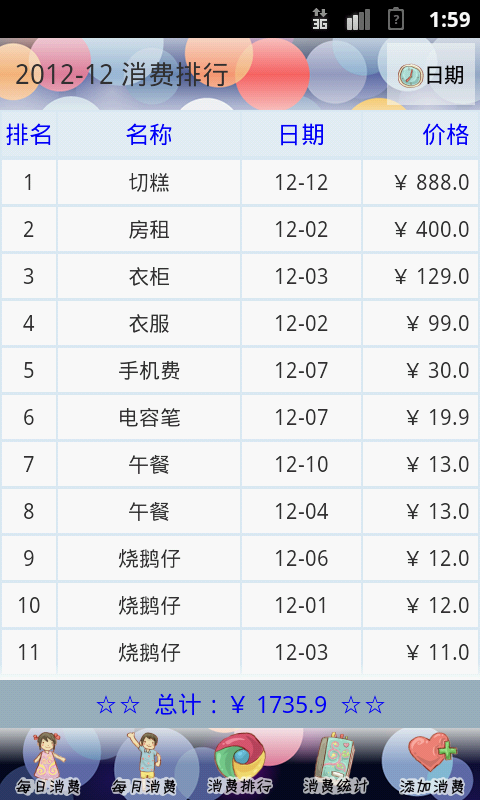 3G ? 1:59
2012-12 消费排行 日期
排名 名称 日期 价格
1 切糕 12-12 ￥ 888.0
2 房租 12-02 ￥ 400.0
3 衣柜 12-03 ￥ 129.0
4 衣服 12-02 ￥ 99.0
5 手机费 12-07 ￥ 30.0
6 电容笔 12-07 ￥ 19.9
7 午餐 12-10 ￥ 13.0
8 午餐 12-04 ￥ 13.0
9 烧鹅仔 12-06 ￥ 12.0
10 烧鹅仔 12-01 ￥ 12.0
11 烧鹅仔 12-03 ￥ 11.0
☆☆ 总计：￥ 1735.9 ☆☆
每日消费 每月消费 消费排行 消费统计 添加消费